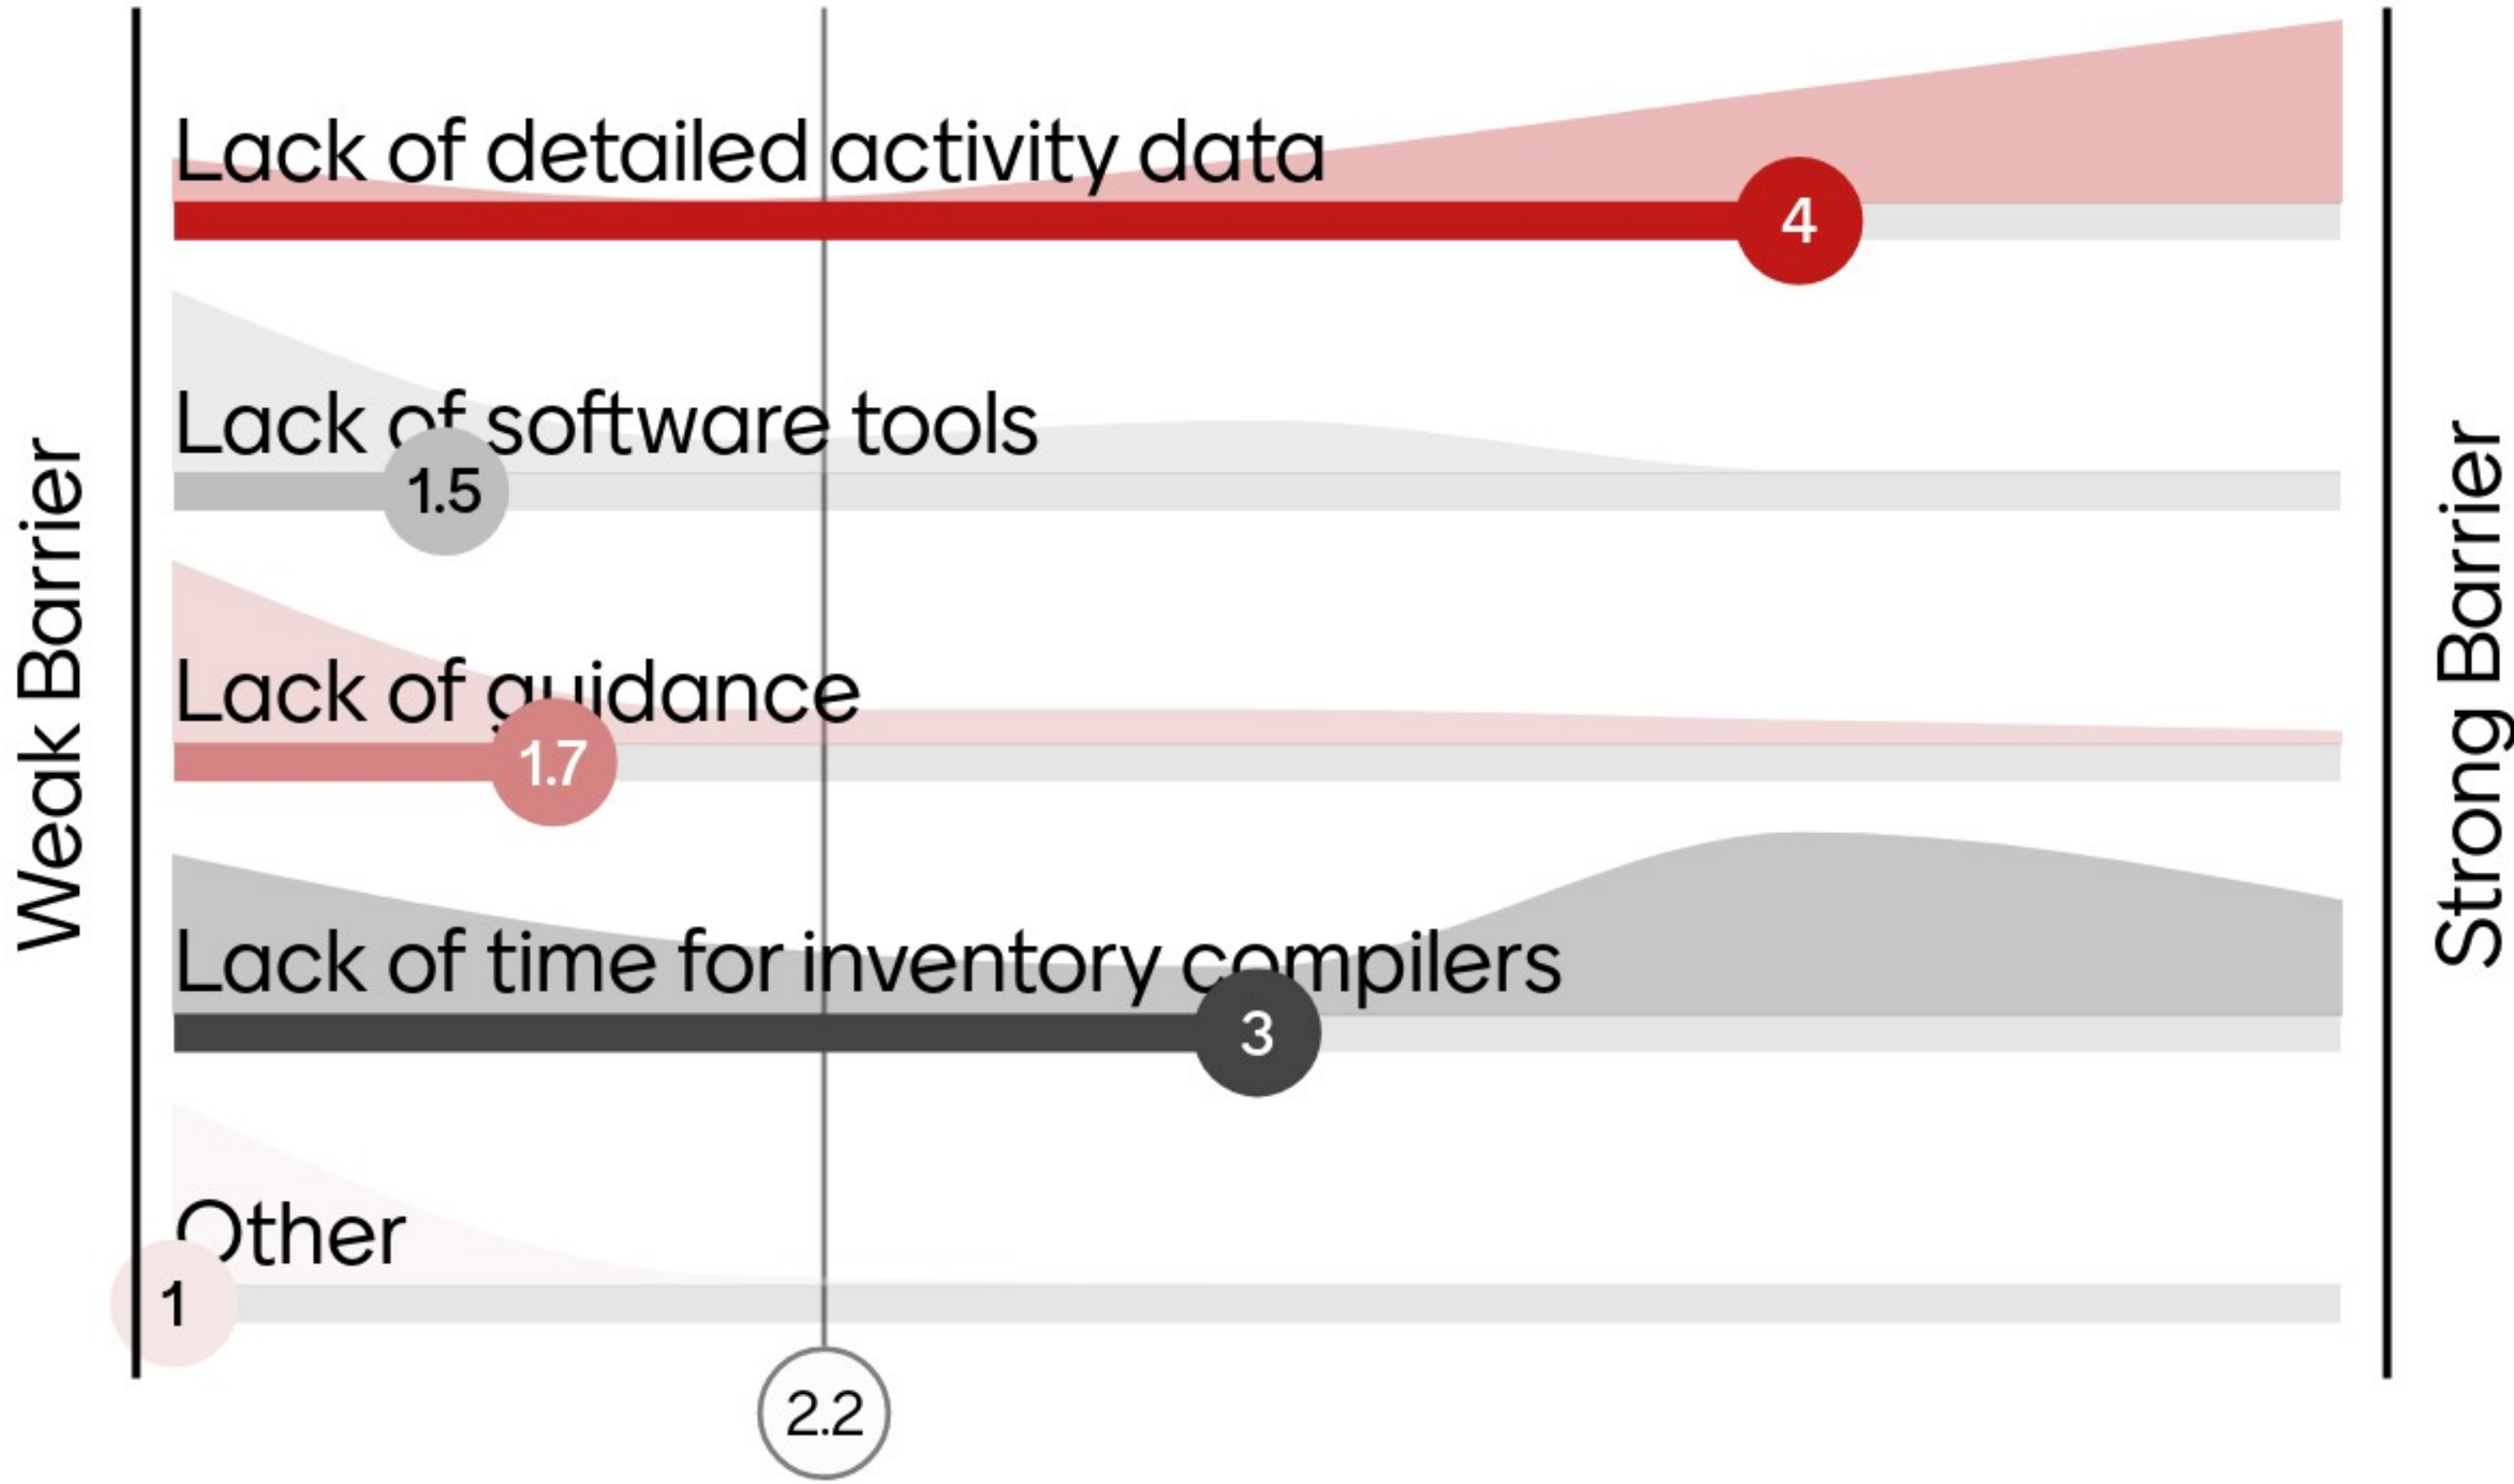 Weak Barrier
Lack of detailed activity data
4
Lack of software tools
1.5
Lack of guidance
1.7
Lack of time for inventory compilers
3
Other
1
2.2
Strong Barrier